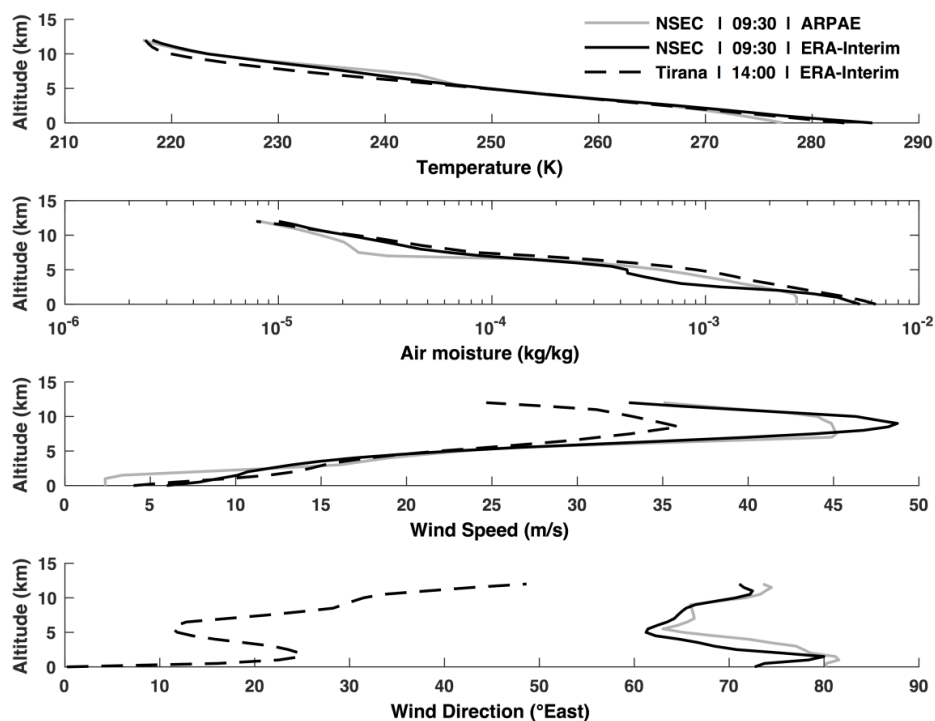 NSEC | 09:30 | ARPAE
NSEC | 09:30 | ERA-Interim
Tirana | 14:00 | ERA-Interim
Altitude (km)
15
10
5
0
210 220 230 240 250 260 270 280 290
Temperature (K)
Altitude (km)
15
10
5
0
10-6 10-5 10-4 10-3 10-2
Air moisture (kg/kg)
Altitude (km)
15
10
5
0
0 5 10 15 20 25 30 35 40 45 50
Wind Speed (m/s)
Altitude (km)
15
10
5
0
0 10 20 30 40 50 60 70 80 90
Wind Direction (°East)